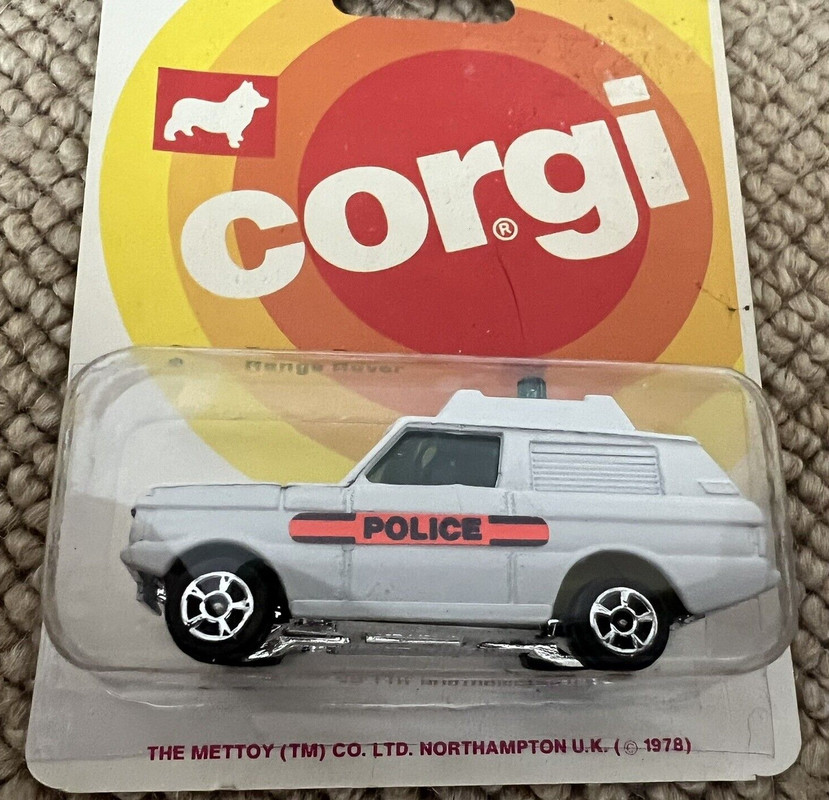 corgi ®
Range Rover
POLICE
THE METTOY (TM) CO. LTD. NORTHAMPTON U.K. (© 1978)